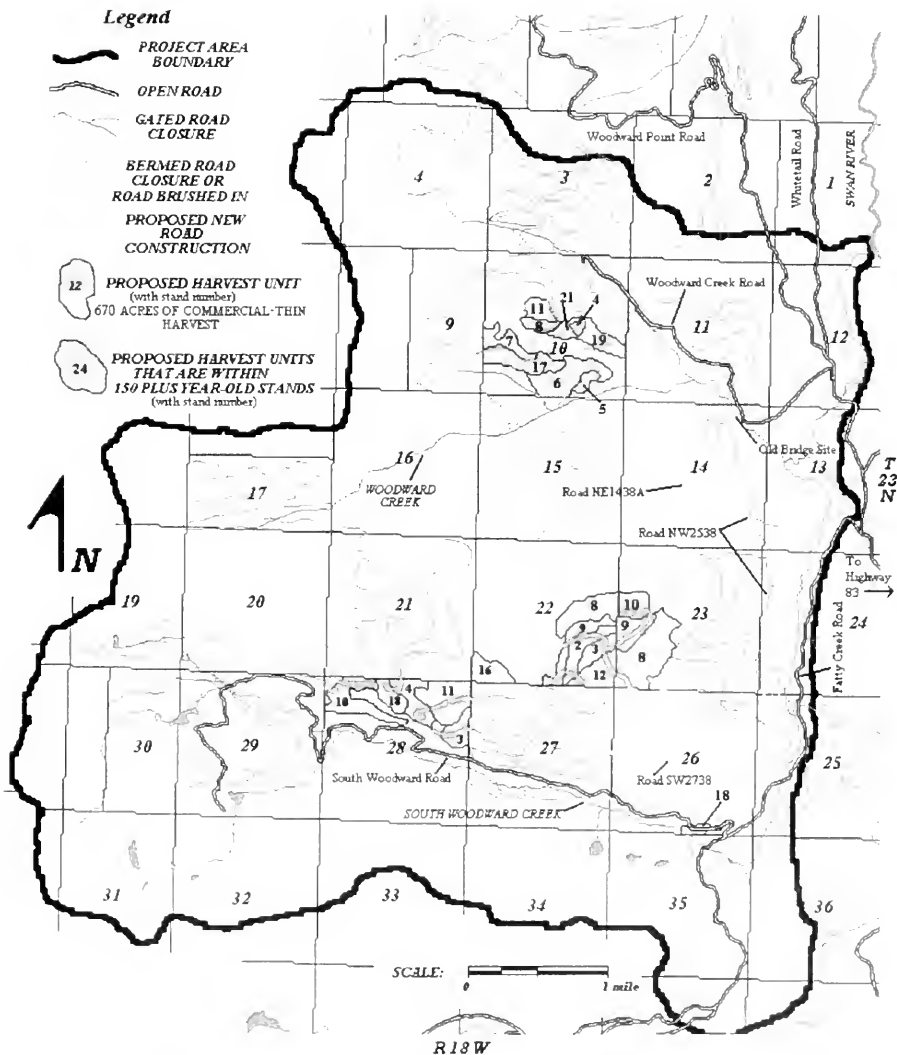 Legend
PROJECT AREA
BOUNDARY
OPEN ROAD
GATED ROAD
CLOSURE
BERMED ROAD
CLOSURE OR
ROAD BRUSHED IN
PROPOSED NEW
ROAD
CONSTRUCTION
12
PROPOSED HARVEST UNIT
(with stand number)
670 ACRES OF COMMERCIAL-THIN
HARVEST
24
PROPOSED HARVEST UNITS
THAT ARE WITHIN
150 PLUS YEAR-OLD STANDS
(with stand number)
N
Woodward Point Road
Whitetail Road
SWAN RIVER
4
3
2
1
Woodward Creek Road
9
11
21
4
8
7
10
19
17
6
5
11
12
Old Bridge Site
17
16
WOODWARD
CREEK
15
Road NE1438A
14
13
T
23
N
Road NW2538
To
Highway
83
19
20
21
22
8
10
9
9
2
3
8
12
16
23
24
Fatty Creek Road
30
29
10
18
4
11
3
28
27
26
25
South Woodward Road
Road SW2738
SOUTH WOODWARD CREEK
18
31
32
33
34
35
36
SCALE:
0
1 mile
R 18 W